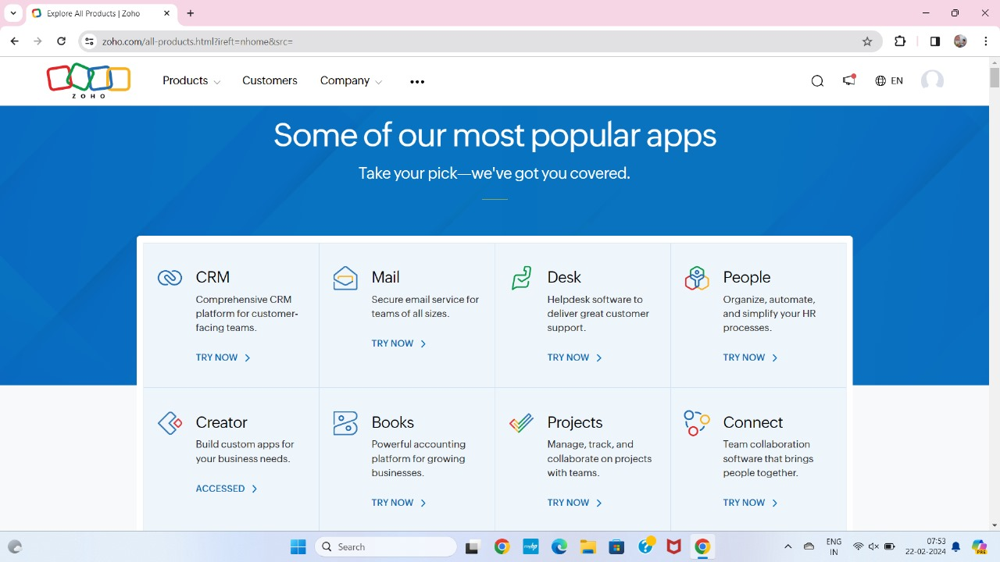 Explore All Products | Zoho
zoho.com/all-products.html?ireft=nhome&src=
ZOHO
Products
Customers
Company
EN
Some of our most popular apps
Take your pick—we've got you covered.
CRM
Comprehensive CRM
platform for customer-
facing teams.
TRY NOW
Mail
Secure email service for
teams of all sizes.
TRY NOW
Desk
Helpdesk software to
deliver great customer
support.
TRY NOW
People
Organize, automate,
and simplify your HR
processes.
TRY NOW
Creator
Build custom apps for
your business needs.
ACCESSED
Books
Powerful accounting
platform for growing
businesses.
TRY NOW
Projects
Manage, track, and
collaborate on projects
with teams.
TRY NOW
Connect
Team collaboration
software that brings
people together.
TRY NOW
Search
myhp
ENG
IN
07:53
22-02-2024
PRE